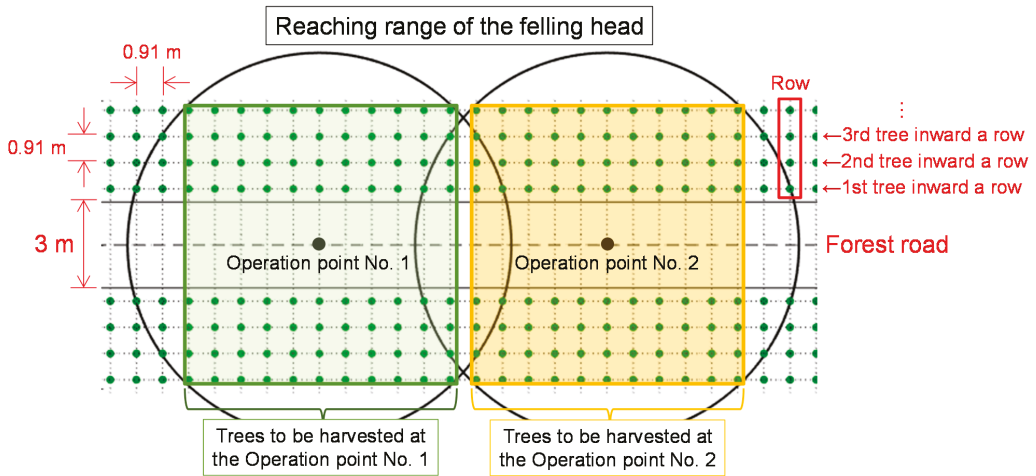 Reaching range of the felling head
0.91 m
Row
⋮
0.91 m
←3rd tree inward a row
←2nd tree inward a row
←1st tree inward a row
3 m
Forest road
Operation point No. 1
Operation point No. 2
Trees to be harvested at
the Operation point No. 1
Trees to be harvested at
the Operation point No. 2